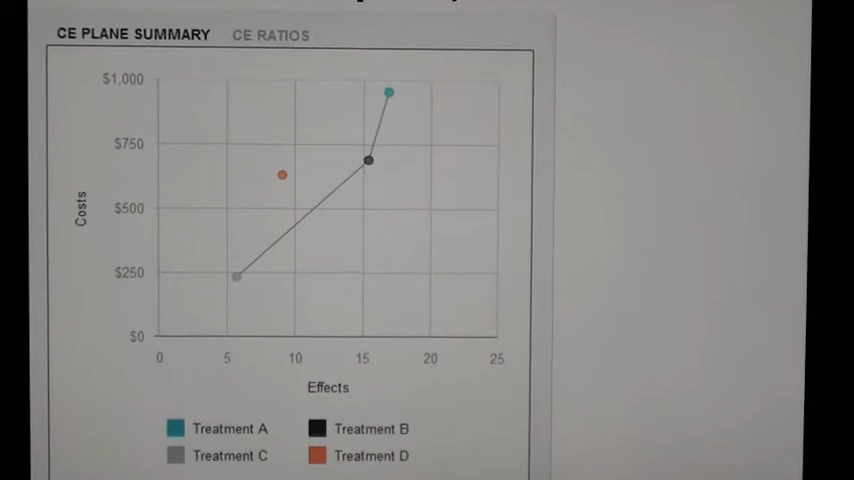 CE PLANE SUMMARY CE RATIOS
$1,000
$750
$500
$250
$0
Costs
0 5 10 15 20 25
Effects
Treatment A Treatment B
Treatment C Treatment D